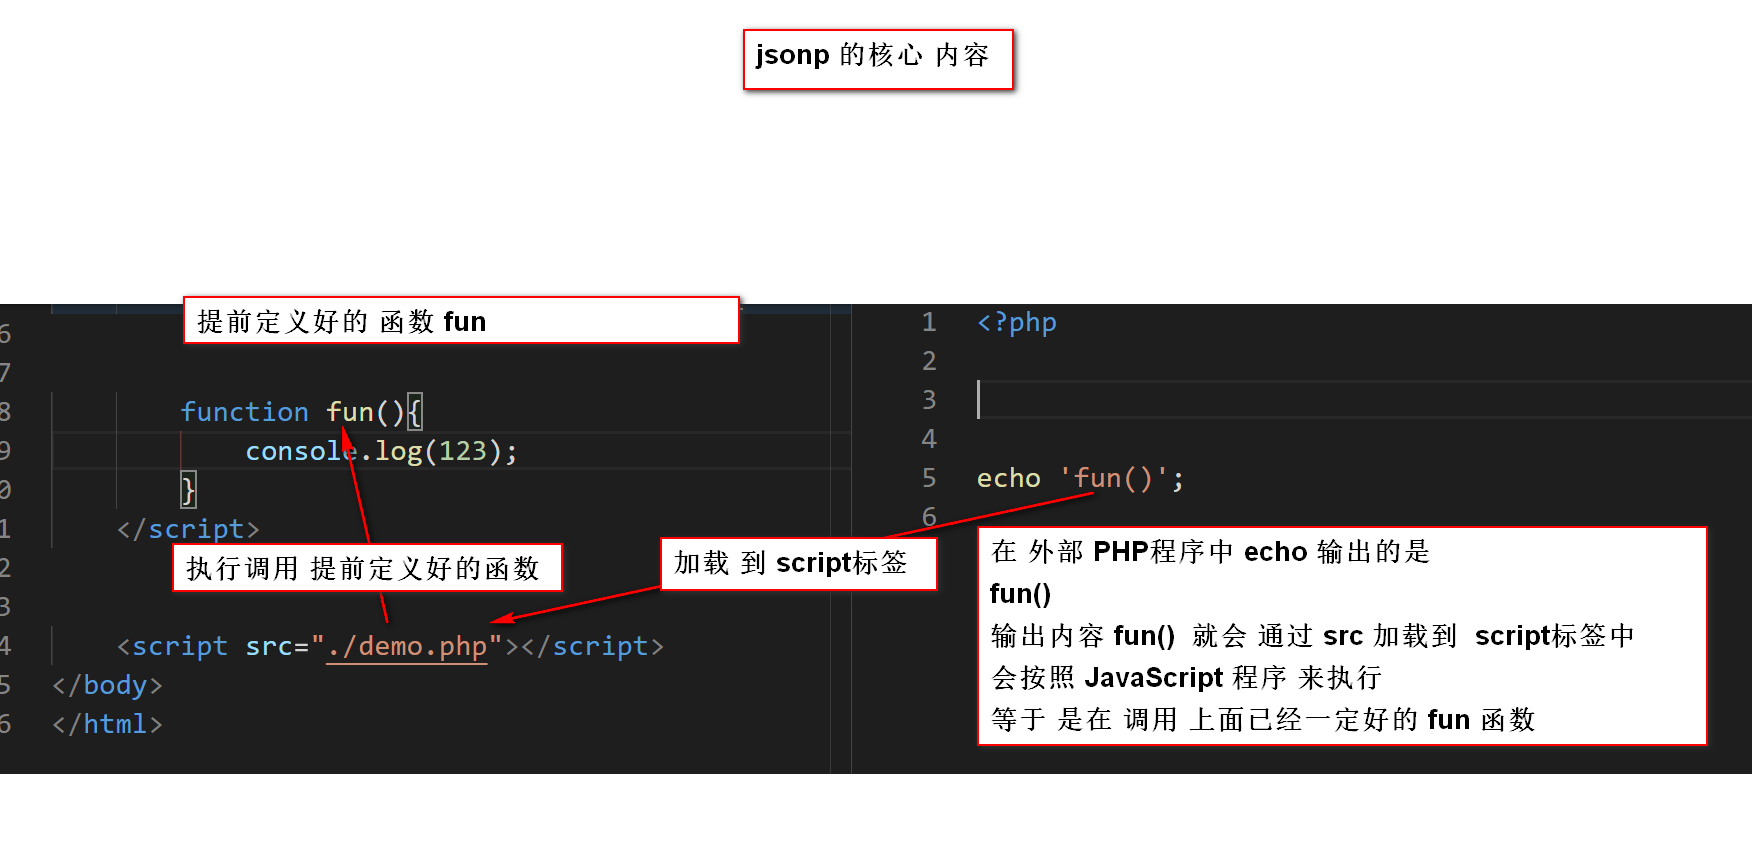 jsonp 的核心 内容
提前定义好的 函数 fun
6
7
8 function fun(){
9 console.log(123);
0 }
1 </script>
2
执行调用 提前定义好的函数
加载 到 script标签
3
4 <script src="./demo.php"></script>
5 </body>
6 </html>
1 <?php
2
3
4
5 echo 'fun()';
6
在 外部 PHP程序中 echo 输出的是
fun()
输出内容 fun() 就会 通过 src 加载到 script标签中
会按照 JavaScript 程序 来执行
等于 是在 调用 上面已经一定好的 fun 函数